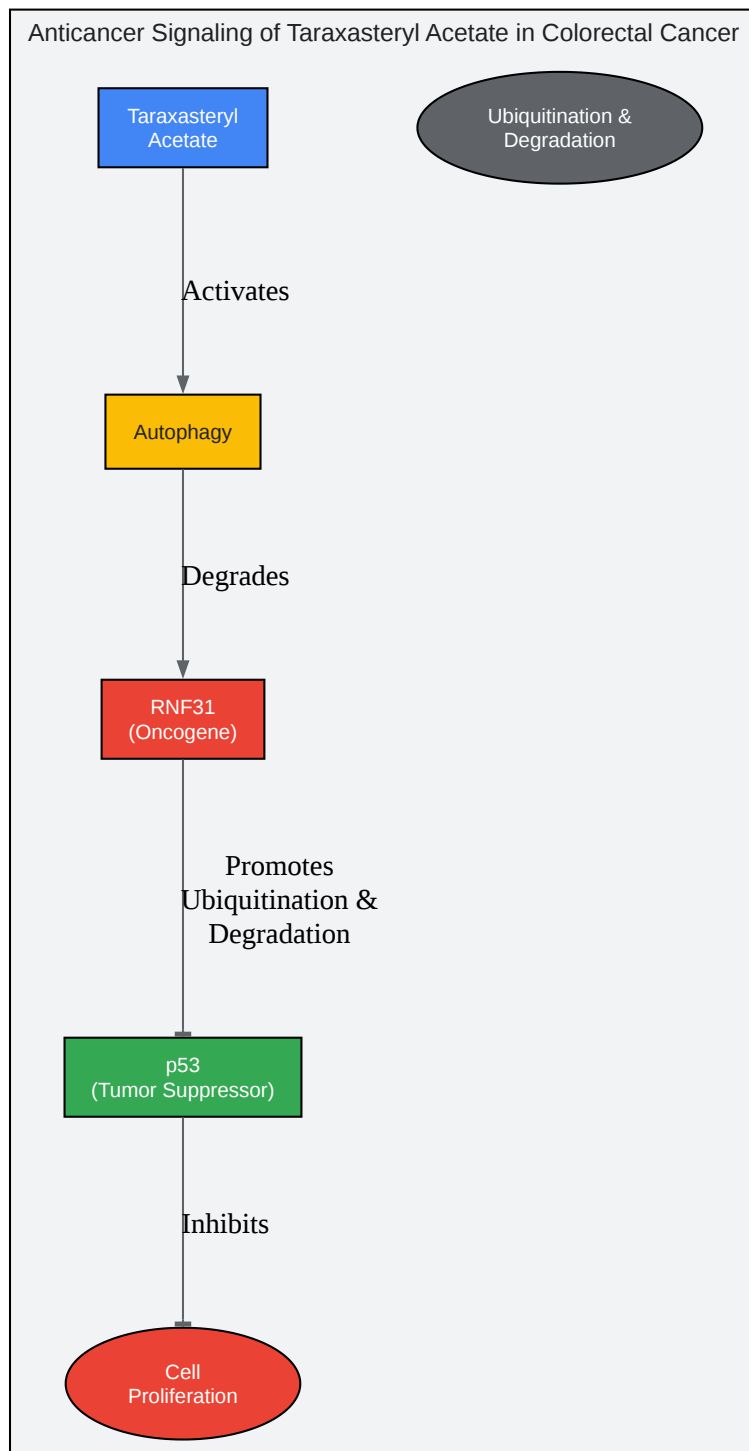 Anticancer Signaling of Taraxasteryl Acetate in Colorectal Cancer
Taraxasteryl
Acetate
Ubiquitination &
Degradation
Activates
Autophagy
Degrades
RNF31
(Oncogene)
Promotes
Ubiquitination &
Degradation
p53
(Tumor Suppressor)
Inhibits
Cell
Proliferation